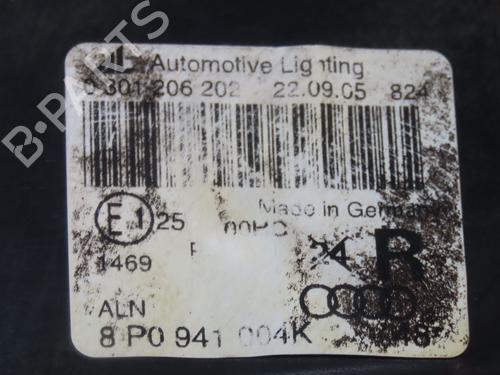 Automotive Lighting
0 301 206 202 22.09.05 824
Made in Germany
E1 25
24 R
1469
ALN
8 P0 941 004K
B-PARTS